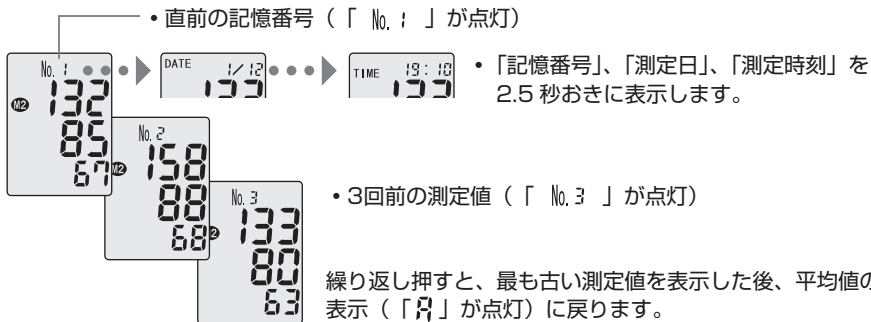 • 直前の記憶番号（「 No. 1 」が点灯）
No. 1
M2
132
85
67
DATE 1/12
TIME 19:10
• 「記憶番号」、「測定日」、「測定時刻」を
2.5 秒おきに表示します。
No. 2
M2
158
88
68
No. 3
2
133
80
63
• 3回前の測定値（「 No. 3 」が点灯）
繰り返し押すと、最も古い測定値を表示した後、平均値の
表示（「A」が点灯）に戻ります。